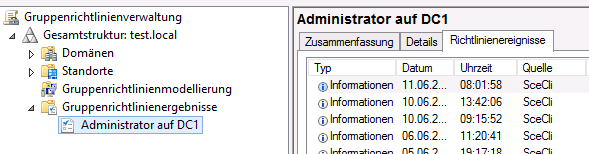 Gruppenrichtlinienverwaltung
Gesamtstruktur: test.local
Domänen
Standorte
Gruppenrichtlinienmodellierung
Gruppenrichtlinienergebnisse
Administrator auf DC1
Administrator auf DC1
Zusammenfassung Details Richtlinienereignisse
Typ Datum Uhrzeit Quelle
Informationen 11.06.2... 08:01:58 SceCli
Informationen 10.06.2... 13:42:06 SceCli
Informationen 10.06.2... 09:15:52 SceCli
Informationen 06.06.2... 11:20:41 SceCli
Informationen 05.06.2... 19:17:18 SceCli